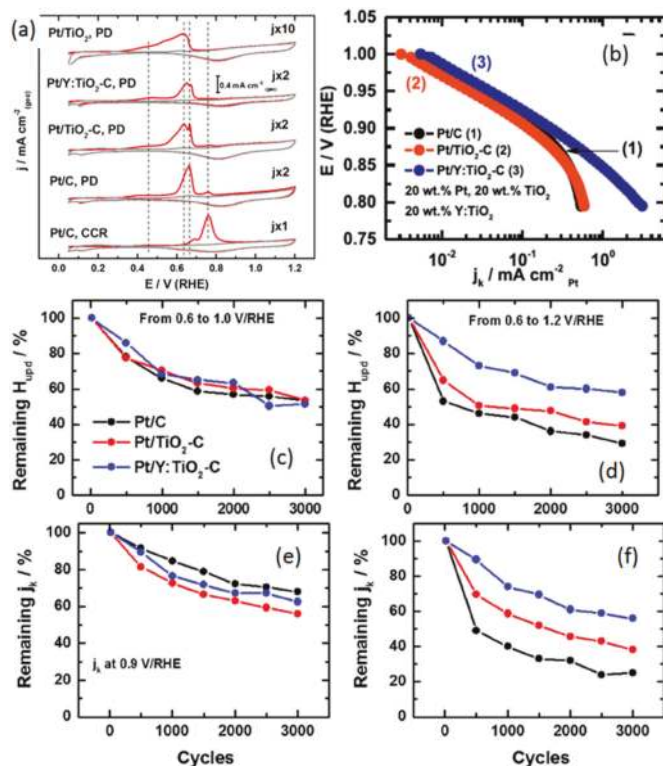 (a)
Pt/TiO₂, PD
jx10
Pt/Y:TiO₂-C, PD
jx2
0.4 mA cm⁻²(geo)
Pt/TiO₂-C, PD
jx2
Pt/C, PD
jx2
Pt/C, CCR
jx1
j / mA cm⁻²(geo)
0.0 0.2 0.4 0.6 0.8 1.0 1.2
E / V (RHE)
(b)
E / V (RHE)
1.05
1.00
0.95
0.90
0.85
0.80
0.75
(3)
(2)
(1)
Pt/C (1)
Pt/TiO₂-C (2)
Pt/Y:TiO₂-C (3)
20 wt.% Pt, 20 wt.% TiO₂
20 wt.% Y:TiO₂
10⁻² 10⁻¹ 10⁰
jₖ / mA cm⁻² Pt
Remaining Hupd / %
100
80
60
40
20
0
From 0.6 to 1.0 V/RHE
Pt/C
Pt/TiO₂-C
Pt/Y:TiO₂-C
(c)
0 1000 2000 3000
Remaining Hupd / %
100
80
60
40
20
0
From 0.6 to 1.2 V/RHE
(d)
0 1000 2000 3000
Remaining jₖ / %
100
80
60
40
20
0
(e)
jₖ at 0.9 V/RHE
0 1000 2000 3000
Cycles
Remaining jₖ / %
100
80
60
40
20
0
(f)
0 1000 2000 3000
Cycles